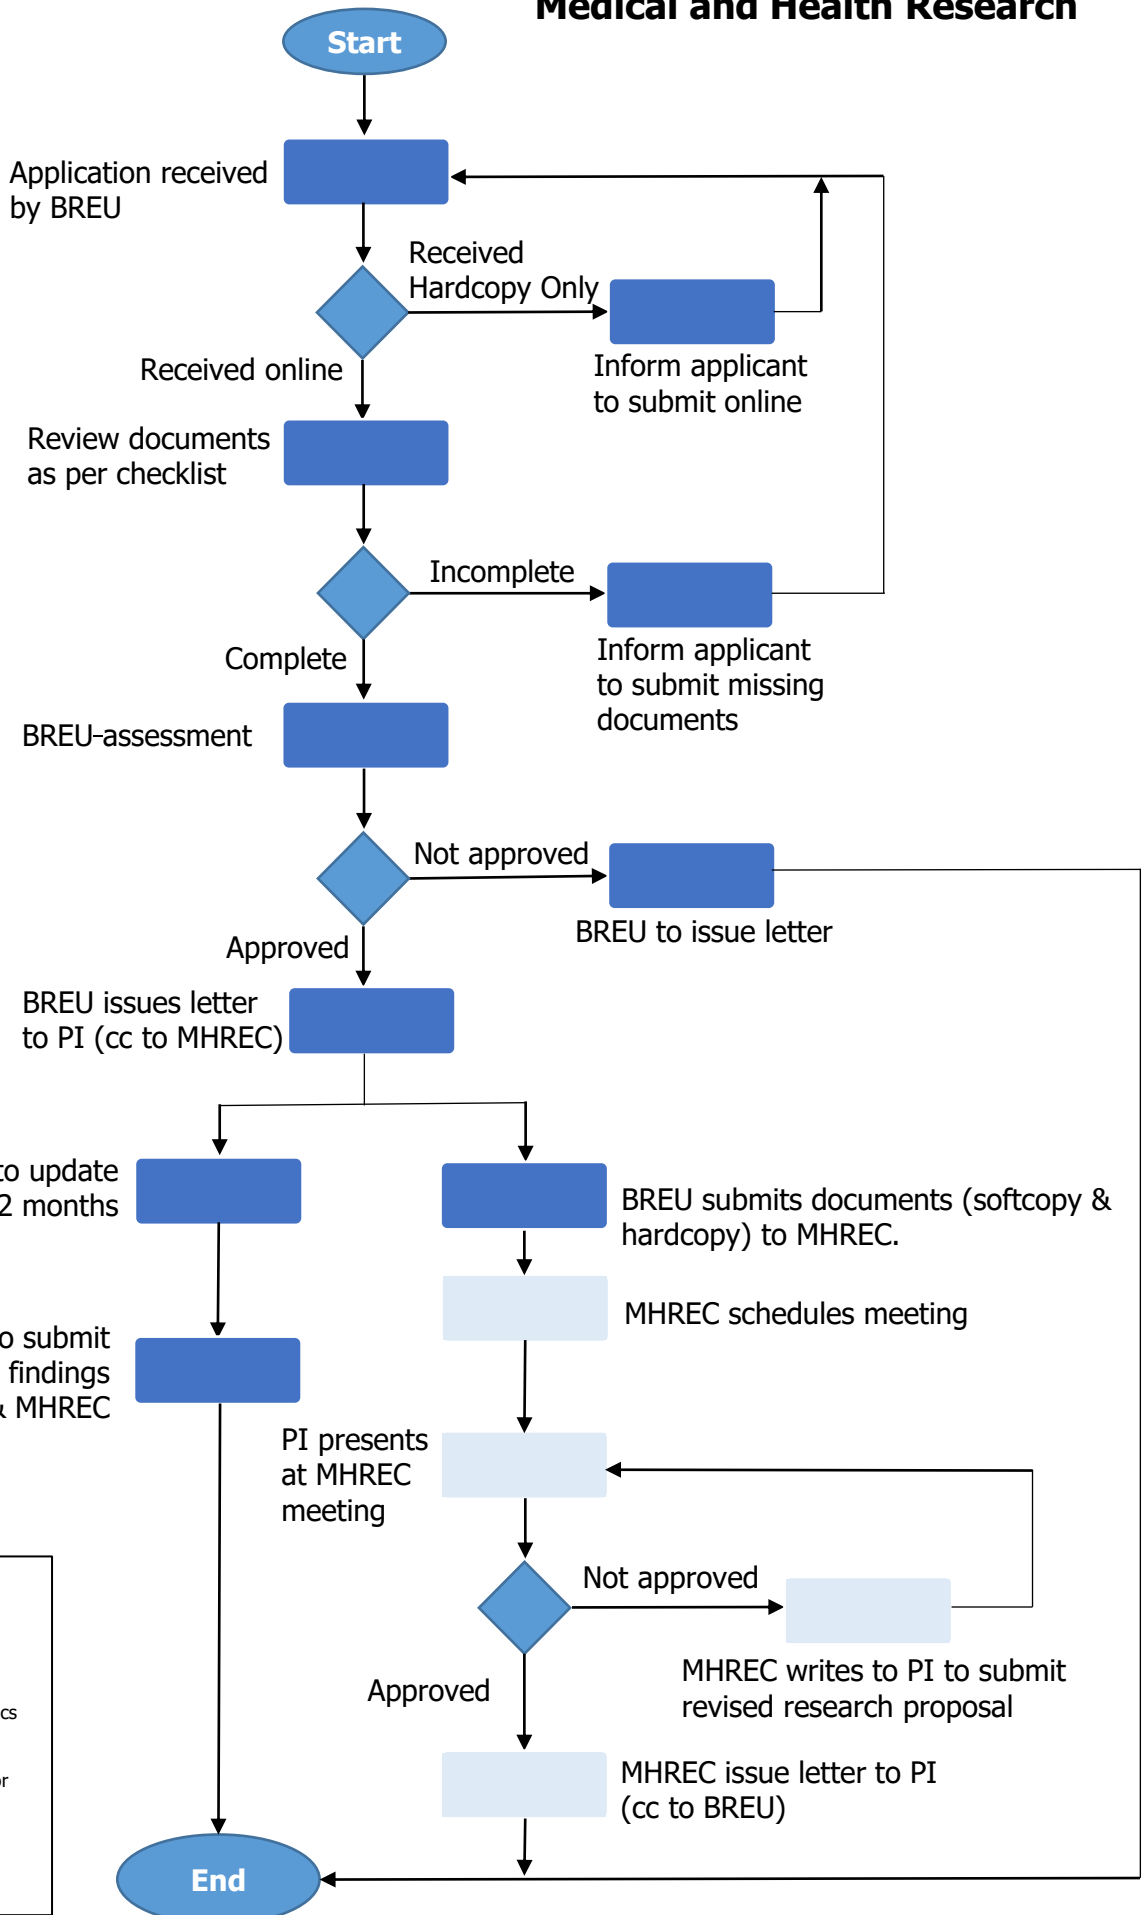 Medical and Health Research
Start
Application received
by BREU
Received
Hardcopy Only
Inform applicant
to submit online
Received online
Review documents
as per checklist
Incomplete
Inform applicant
to submit missing
documents
Complete
BREU-assessment
Not approved
BREU to issue letter
Approved
BREU issues letter
to PI (cc to MHREC)
to update
2 months
BREU submits documents (softcopy &
hardcopy) to MHREC.
MHREC schedules meeting
submit
findings
& MHREC
PI presents
at MHREC
meeting
Not approved
MHREC writes to PI to submit
revised research proposal
Approved
MHREC issue letter to PI
(cc to BREU)
cs
or
End